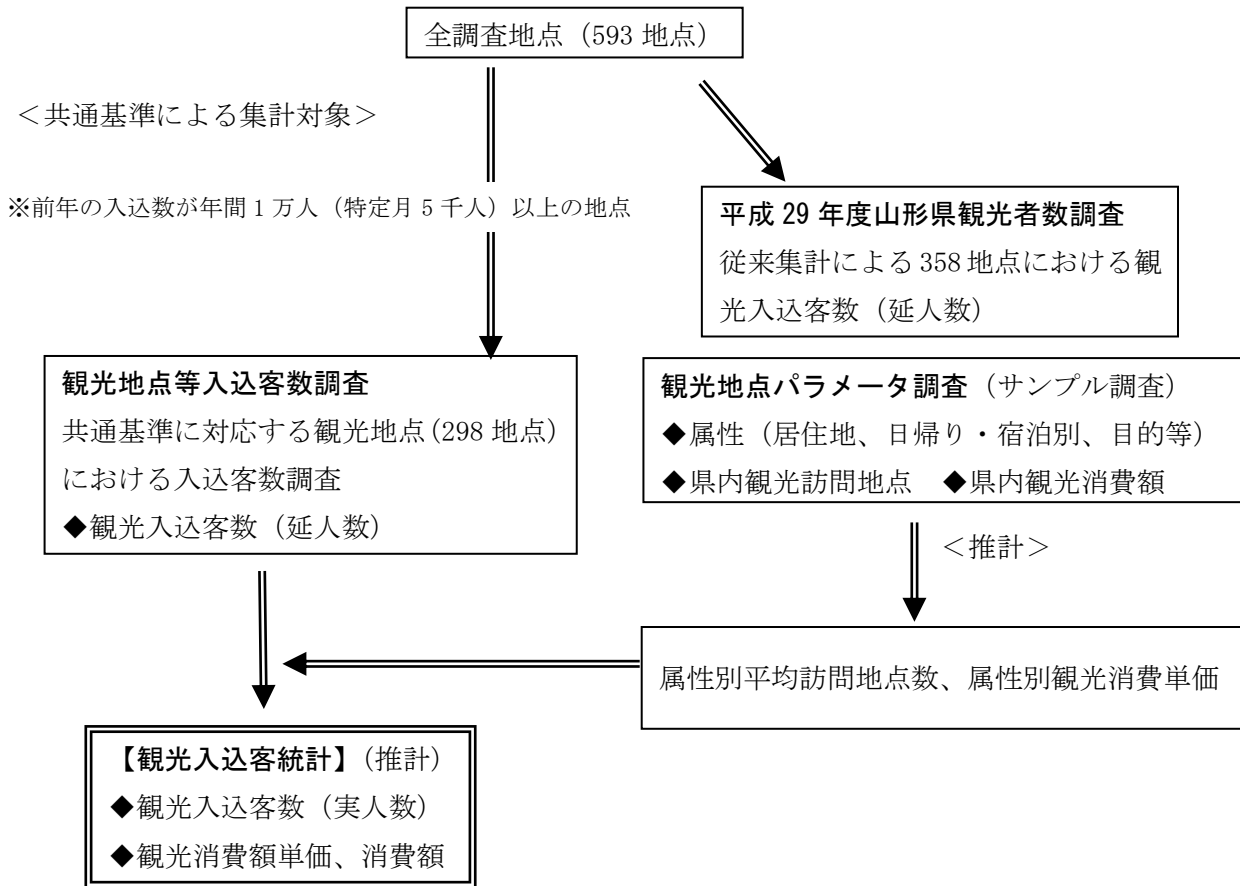 全調査地点（593 地点）
＜共通基準による集計対象＞
※前年の入込数が年間 1 万人（特定月 5 千人）以上の地点
平成 29 年度山形県観光者数調査
従来集計による 358 地点における観
光入込客数（延人数）
観光地点等入込客数調査
共通基準に対応する観光地点(298 地点)
における入込客数調査
◆観光入込客数（延人数）
観光地点パラメータ調査（サンプル調査）
◆属性（居住地、日帰り・宿泊別、目的等）
◆県内観光訪問地点　◆県内観光消費額
＜推計＞
属性別平均訪問地点数、属性別観光消費単価
【観光入込客統計】（推計）
◆観光入込客数（実人数）
◆観光消費額単価、消費額